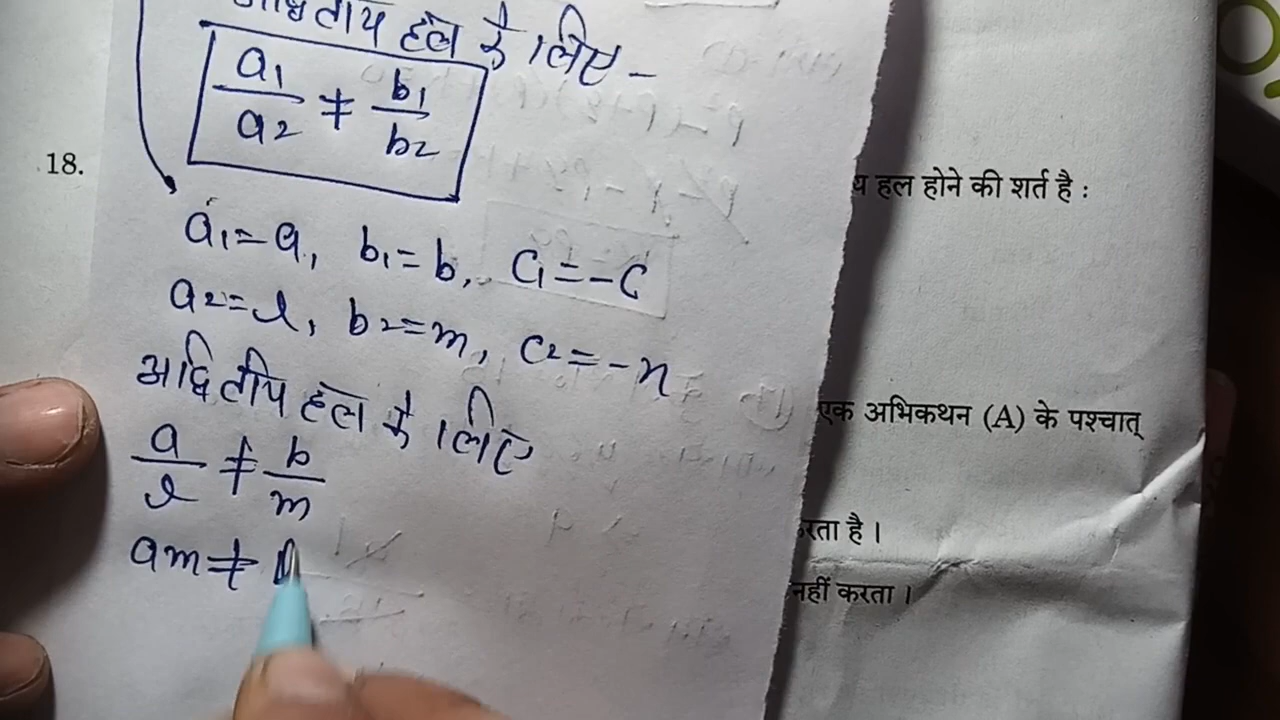 अद्वितीय हल के लिए –
a₁/a₂ ≠ b₁/b₂
18.
य हल होने की शर्त है :
a₁ = a, b₁ = b, c₁ = -c
a₂ = l, b₂ = m, c₂ = -n
अद्वितीय हल के लिए
एक अभिकथन (A) के पश्चात्
a/l ≠ b/m
रता है ।
am ≠
नहीं करता ।